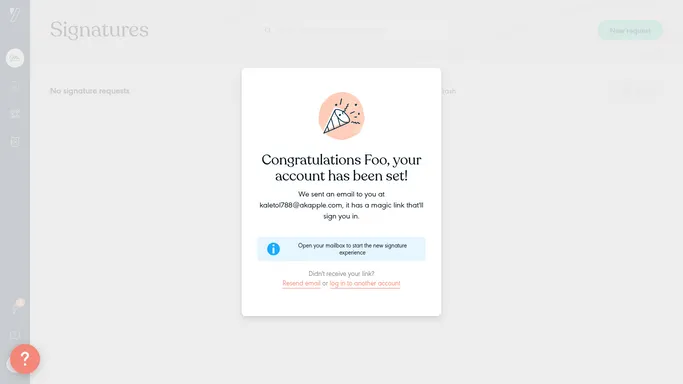 Signatures
New request
No signature requests
Congratulations Foo, your
account has been set!
We sent an email to you at
kaletol788@akapple.com, it has a magic link that'll
sign you in.
Open your mailbox to start the new signature
experience
Didn't receive your link?
Resend email or log in to another account
?